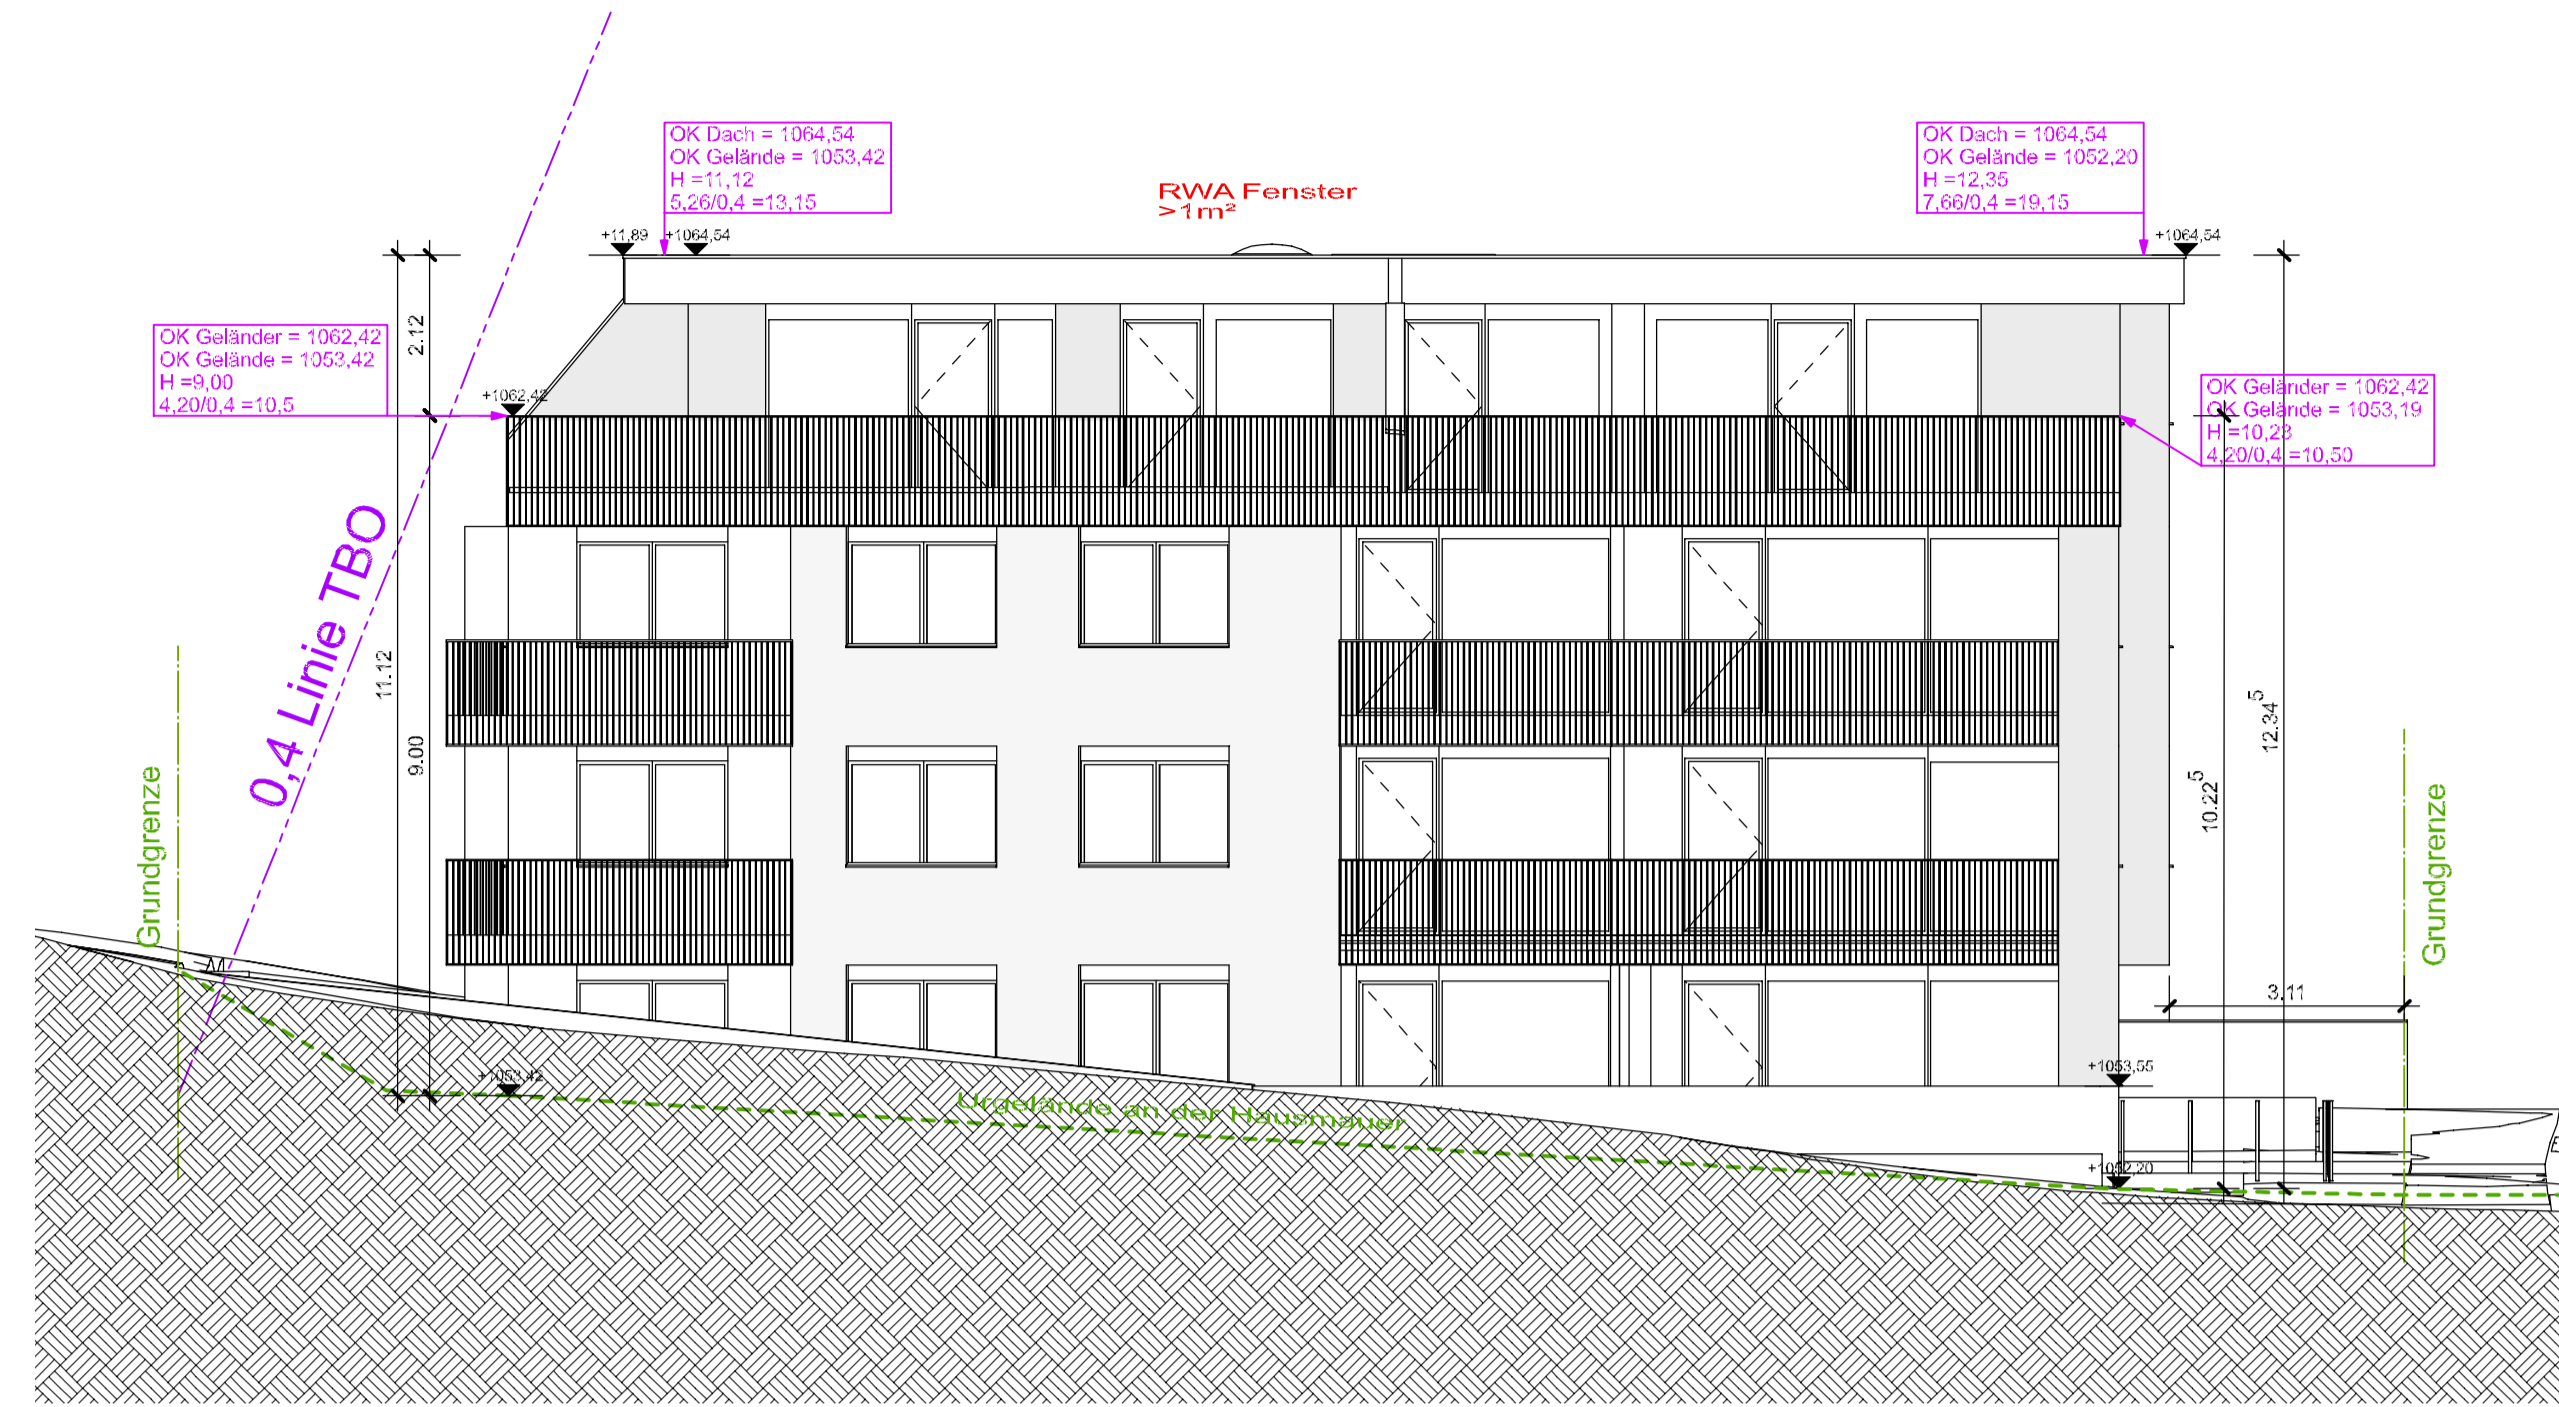 OK Dach = 1064,54
OK Gelände = 1053,42
H =11,12
5,26/0,4 =13,15
OK Dach = 1064,54
OK Gelände = 1052,20
H =12,35
7,66/0,4 =19,15
RWA Fenster
>1m²
+11,89
+1064,54
+1064,54
OK Geländer = 1062,42
OK Gelände = 1053,42
H =9,00
4,20/0,4 =10,5
2.12
+1062,42
OK Geländer = 1062,42
OK Gelände = 1053,19
H =10,23
4,20/0,4 =10,50
0,4 Linie TBO
11.12
9.00
12.34⁵
10.22⁵
Grundgrenze
Grundgrenze
3.11
+1053,42
+1053,55
Urgelände an der Hausmauer
+1052,20